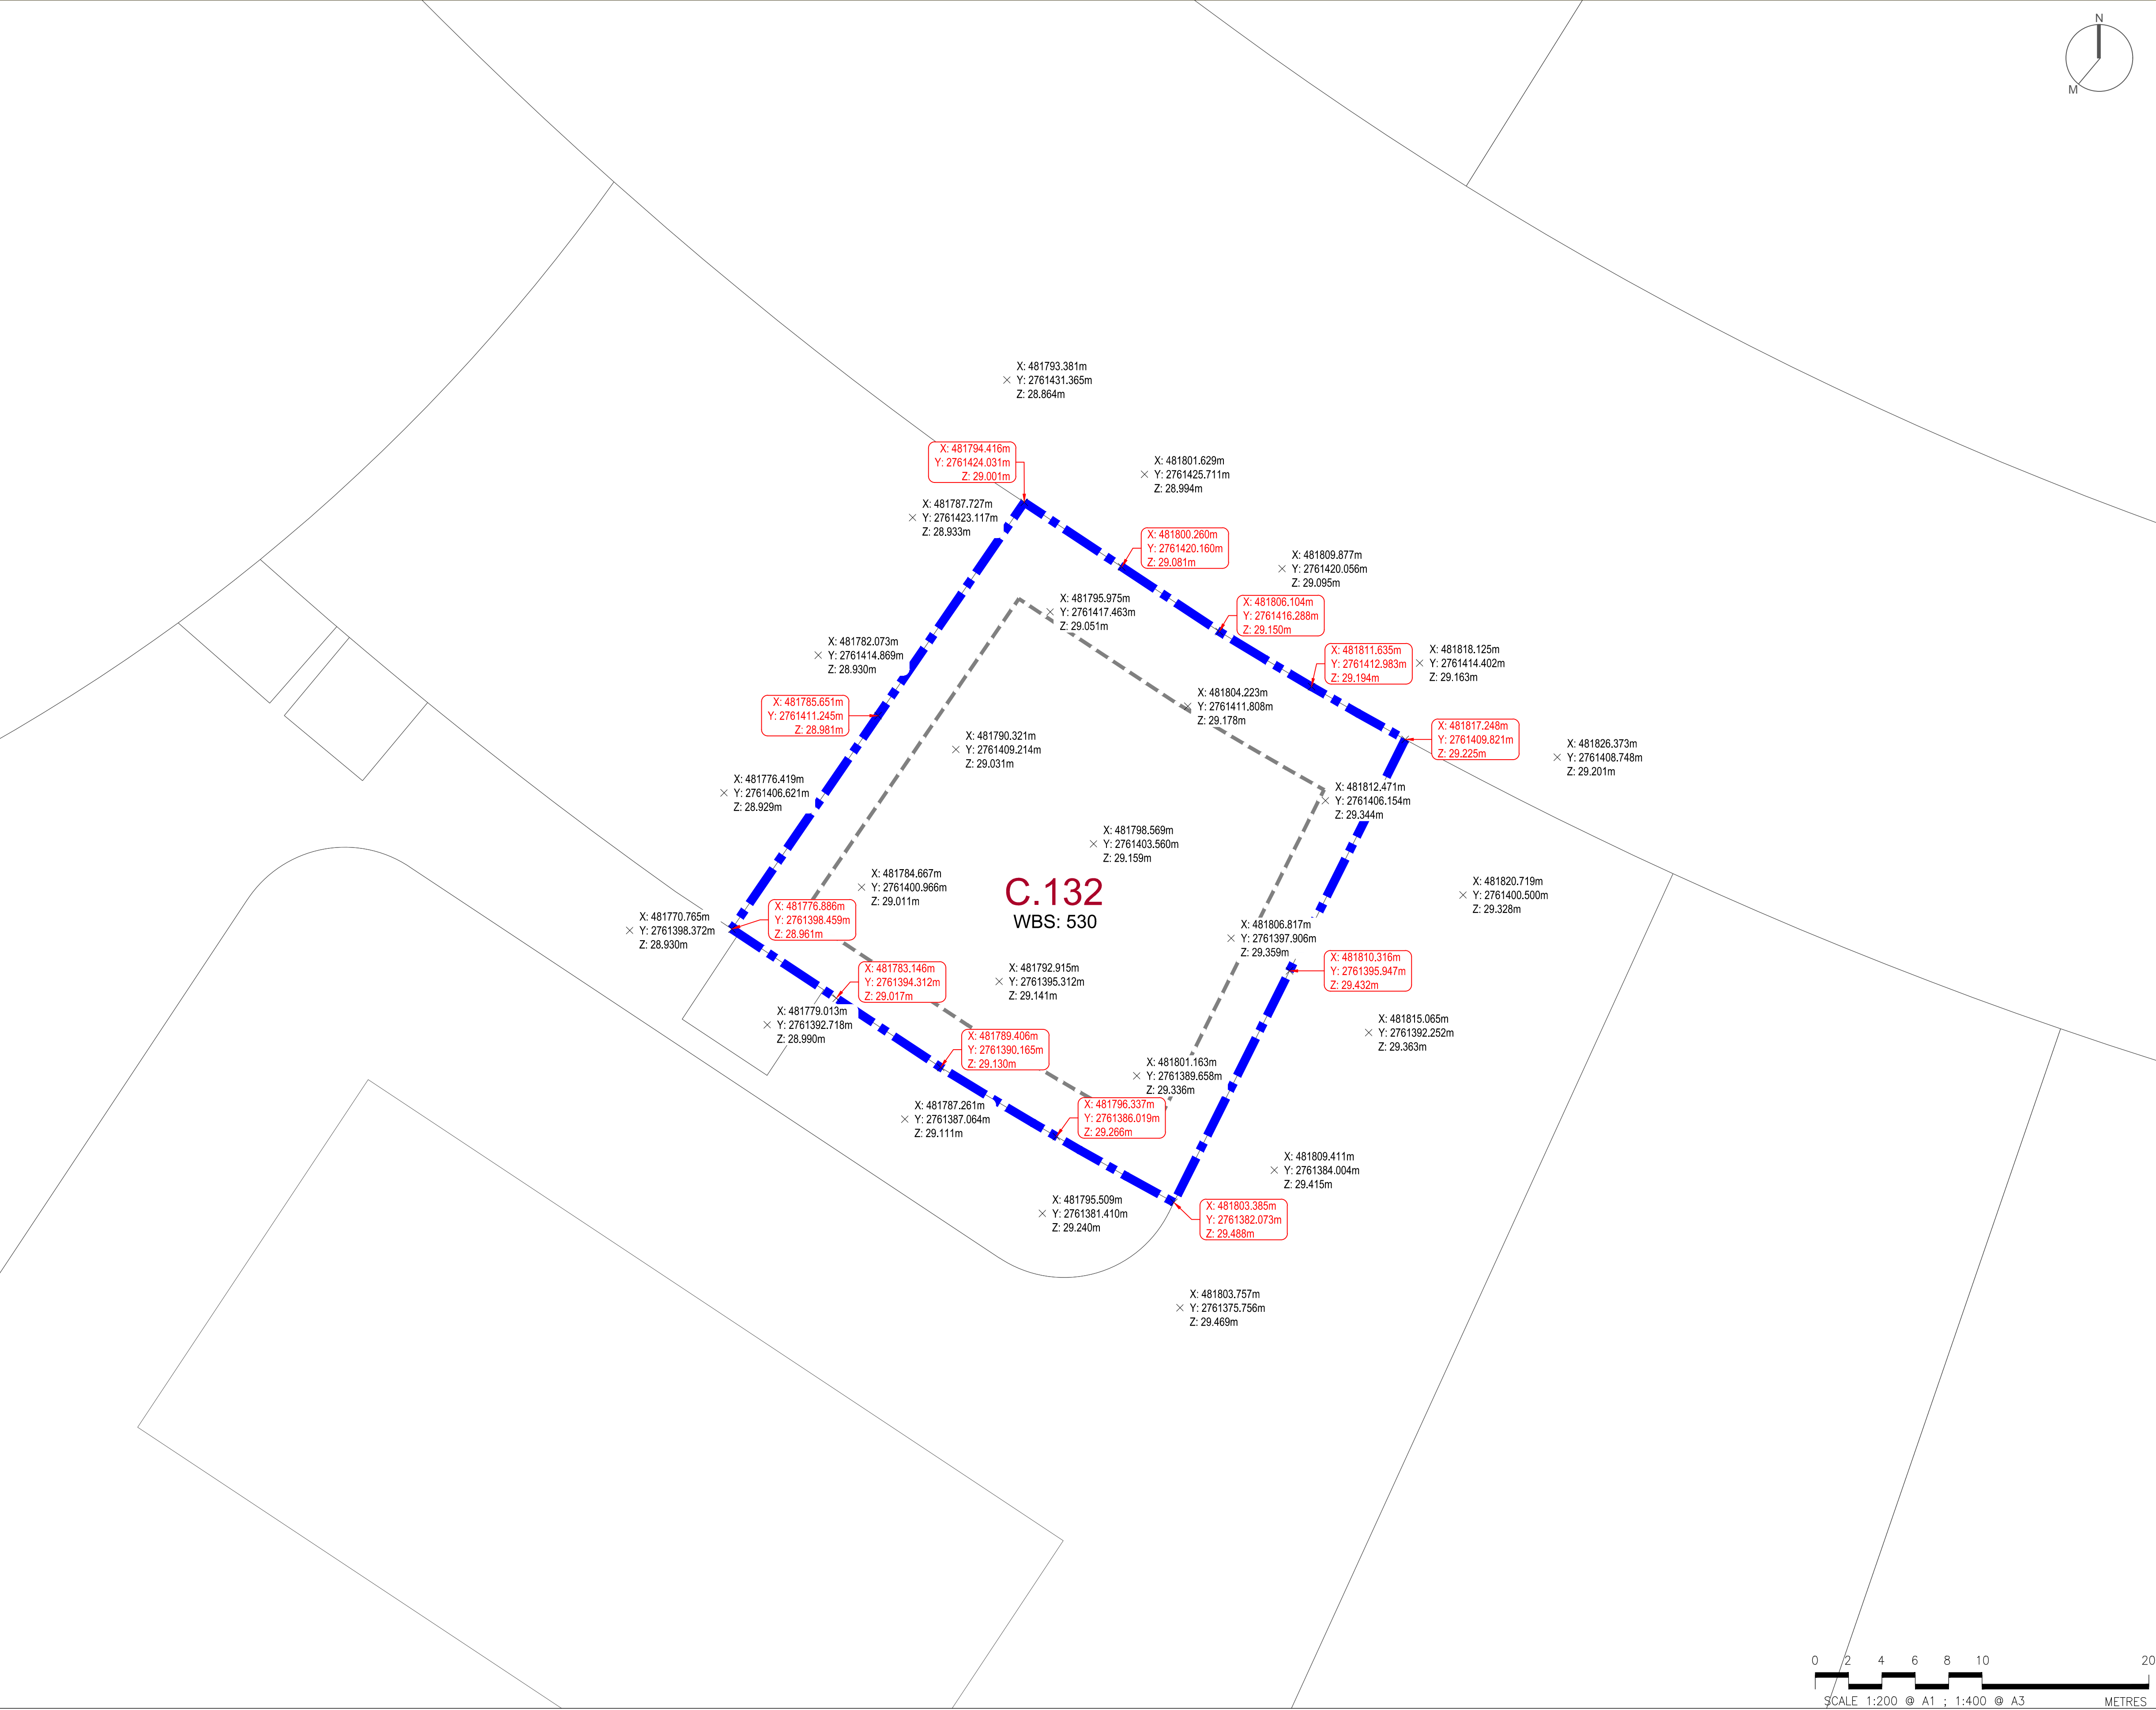 N
M
X: 481793.381m
Y: 2761431.365m
Z: 28.864m
X: 481794.416m
Y: 2761424.031m
Z: 29.001m
X: 481801.629m
Y: 2761425.711m
Z: 28.994m
X: 481787.727m
Y: 2761423.117m
Z: 28.933m
X: 481800.260m
Y: 2761420.160m
Z: 29.081m
X: 481809.877m
Y: 2761420.056m
Z: 29.095m
X: 481795.975m
Y: 2761417.463m
Z: 29.051m
X: 481806.104m
Y: 2761416.288m
Z: 29.150m
X: 481782.073m
Y: 2761414.869m
Z: 28.930m
X: 481811.635m
Y: 2761412.983m
Z: 29.194m
X: 481818.125m
Y: 2761414.402m
Z: 29.163m
X: 481785.651m
Y: 2761411.245m
Z: 28.981m
X: 481804.223m
Y: 2761411.808m
Z: 29.178m
X: 481817.248m
Y: 2761409.821m
Z: 29.225m
X: 481790.321m
Y: 2761409.214m
Z: 29.031m
X: 481826.373m
Y: 2761408.748m
Z: 29.201m
X: 481776.419m
Y: 2761406.621m
Z: 28.929m
X: 481812.471m
Y: 2761406.154m
Z: 29.344m
X: 481798.569m
Y: 2761403.560m
Z: 29.159m
X: 481784.667m
Y: 2761400.966m
Z: 29.011m
C.132
WBS: 530
X: 481820.719m
Y: 2761400.500m
Z: 29.328m
X: 481776.886m
Y: 2761398.459m
Z: 28.961m
X: 481770.765m
Y: 2761398.372m
Z: 28.930m
X: 481806.817m
Y: 2761397.906m
Z: 29.359m
X: 481810.316m
Y: 2761395.947m
Z: 29.432m
X: 481783.146m
Y: 2761394.312m
Z: 29.017m
X: 481792.915m
Y: 2761395.312m
Z: 29.141m
X: 481779.013m
Y: 2761392.718m
Z: 28.990m
X: 481815.065m
Y: 2761392.252m
Z: 29.363m
X: 481789.406m
Y: 2761390.165m
Z: 29.130m
X: 481801.163m
Y: 2761389.658m
Z: 29.336m
X: 481796.337m
Y: 2761386.019m
Z: 29.266m
X: 481787.261m
Y: 2761387.064m
Z: 29.111m
X: 481809.411m
Y: 2761384.004m
Z: 29.415m
X: 481795.509m
Y: 2761381.410m
Z: 29.240m
X: 481803.385m
Y: 2761382.073m
Z: 29.488m
X: 481803.757m
Y: 2761375.756m
Z: 29.469m
0 2 4 6 8 10 20
SCALE 1:200 @ A1 ; 1:400 @ A3 METRES